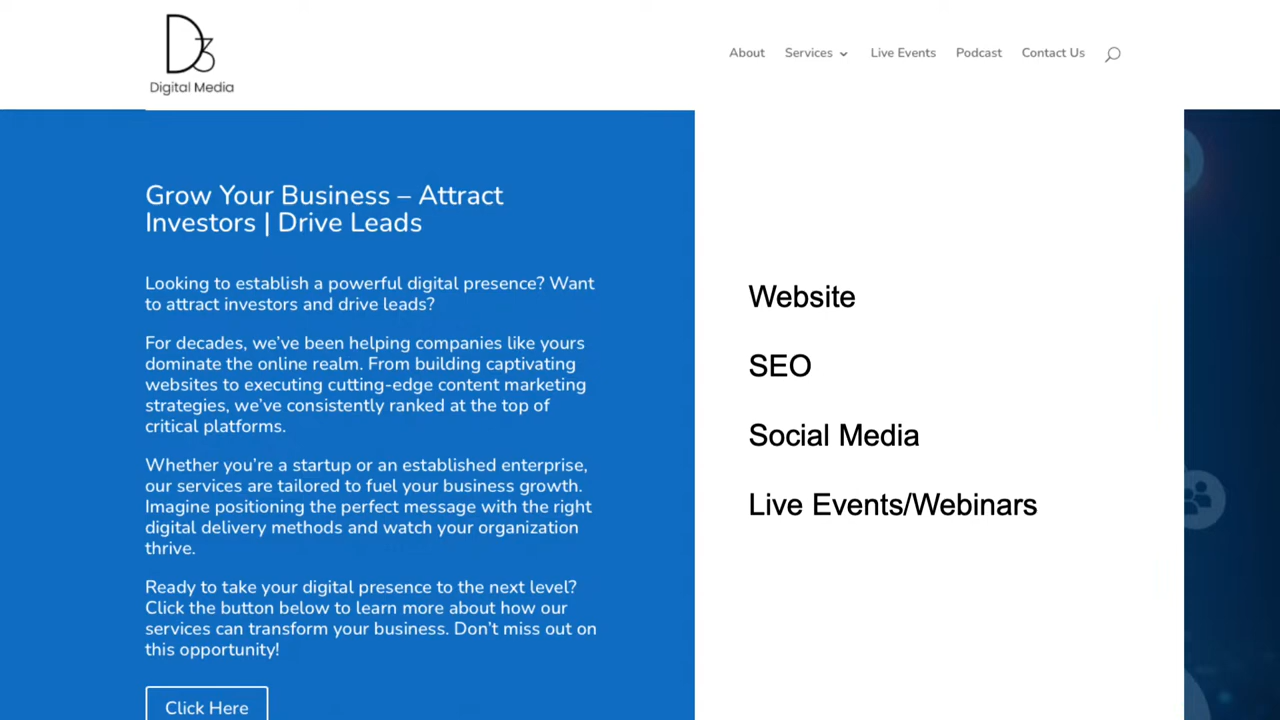 D3
Digital Media
About
Services
Live Events
Podcast
Contact Us
Grow Your Business – Attract
Investors | Drive Leads
Looking to establish a powerful digital presence? Want
to attract investors and drive leads?
For decades, we’ve been helping companies like yours
dominate the online realm. From building captivating
websites to executing cutting-edge content marketing
strategies, we’ve consistently ranked at the top of
critical platforms.
Whether you’re a startup or an established enterprise,
our services are tailored to fuel your business growth.
Imagine positioning the perfect message with the right
digital delivery methods and watch your organization
thrive.
Ready to take your digital presence to the next level?
Click the button below to learn more about how our
services can transform your business. Don’t miss out on
this opportunity!
Click Here
Website
SEO
Social Media
Live Events/Webinars